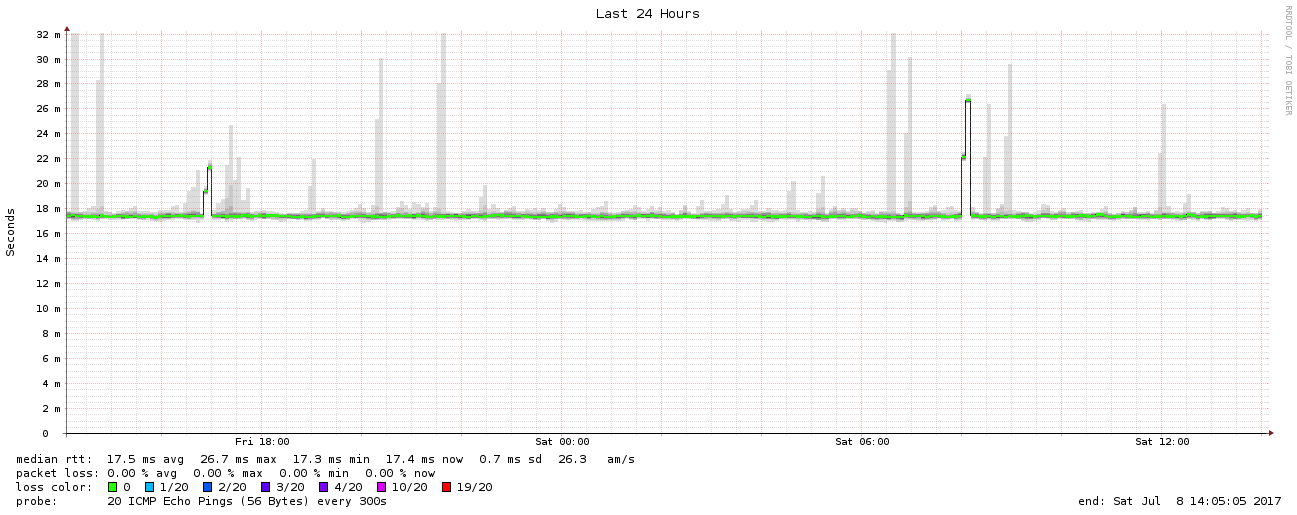 Last 24 Hours
RRDTOOL / TOBI OETIKER
Seconds
32 m
30 m
28 m
26 m
24 m
22 m
20 m
18 m
16 m
14 m
12 m
10 m
8 m
6 m
4 m
2 m
0
Fri 18:00 Sat 00:00 Sat 06:00 Sat 12:00
median rtt: 17.5 ms avg 26.7 ms max 17.3 ms min 17.4 ms now 0.7 ms sd 26.3 am/s
packet loss: 0.00 % avg 0.00 % max 0.00 % min 0.00 % now
loss color: 0 1/20 2/20 3/20 4/20 10/20 19/20
probe: 20 ICMP Echo Pings (56 Bytes) every 300s end: Sat Jul 8 14:05:05 2017